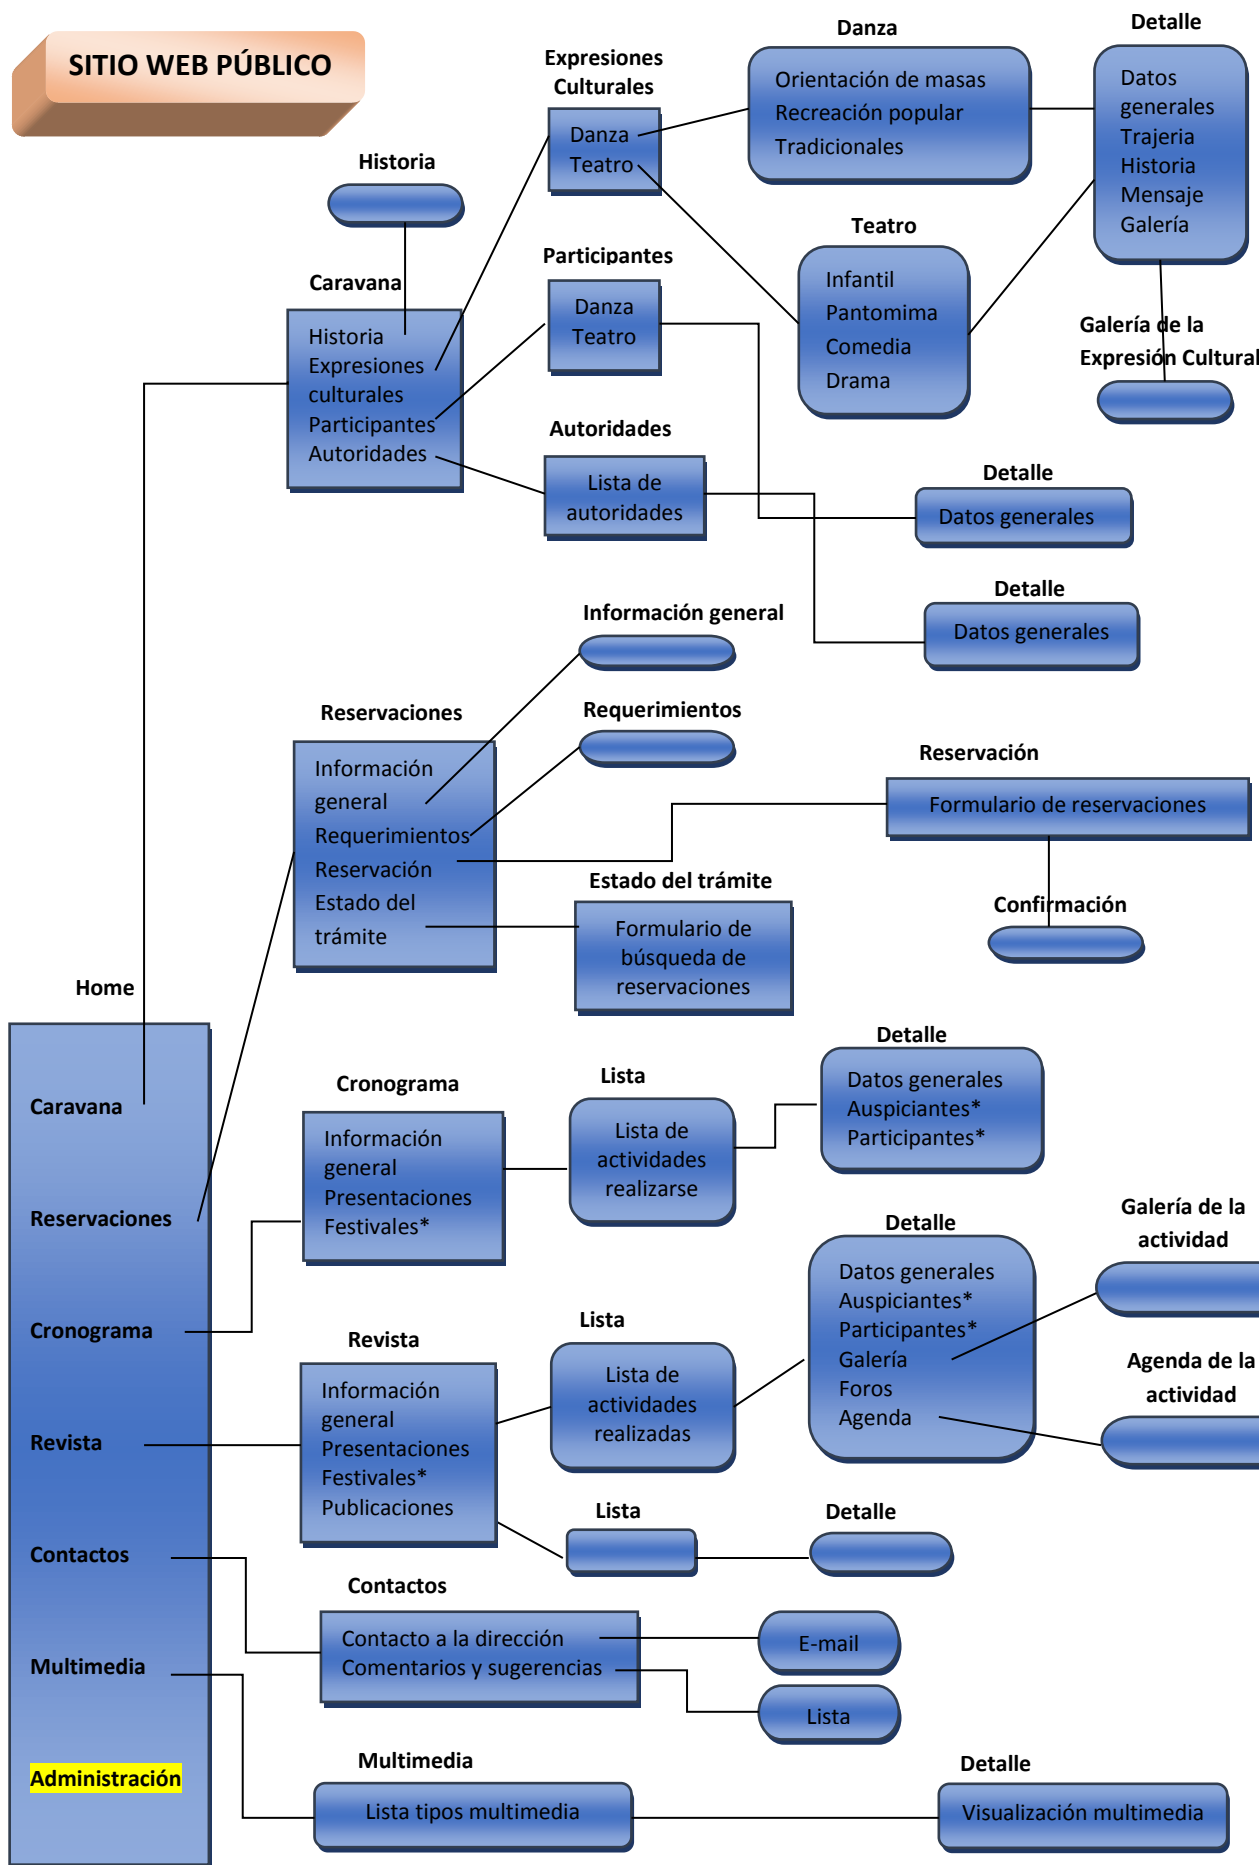 SITIO WEB PÚBLICO
Historia
Caravana
Historia
Expresiones
culturales
Participantes
Autoridades
Expresiones
Culturales
Danza
Teatro
Danza
Orientación de masas
Recreación popular
Tradicionales
Detalle
Datos
generales
Trajeria
Historia
Mensaje
Galería
Teatro
Infantil
Pantomima
Comedia
Drama
Galería de la
Expresión Cultural
Participantes
Danza
Teatro
Autoridades
Lista de
autoridades
Detalle
Datos generales
Detalle
Datos generales
Información general
Reservaciones
Información
general
Requerimientos
Reservación
Estado del
trámite
Requerimientos
Reservación
Formulario de reservaciones
Estado del trámite
Formulario de
búsqueda de
reservaciones
Confirmación
Home
Caravana
Reservaciones
Cronograma
Revista
Contactos
Multimedia
Administración
Cronograma
Información
general
Presentaciones
Festivales*
Lista
Lista de
actividades
realizarse
Detalle
Datos generales
Auspiciantes*
Participantes*
Revista
Información
general
Presentaciones
Festivales*
Publicaciones
Lista
Lista de
actividades
realizadas
Detalle
Datos generales
Auspiciantes*
Participantes*
Galería
Foros
Agenda
Galería de la
actividad
Agenda de la
actividad
Lista
Detalle
Contactos
Contacto a la dirección
Comentarios y sugerencias
E-mail
Lista
Multimedia
Lista tipos multimedia
Detalle
Visualización multimedia